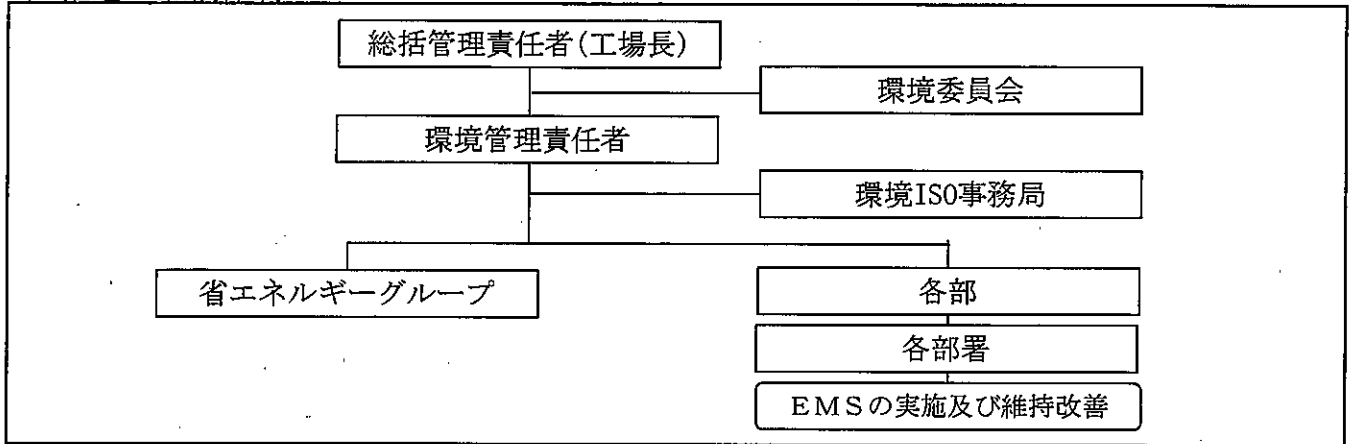 総括管理責任者(工場長)
環境委員会
環境管理責任者
環境ISO事務局
省エネルギーグループ
各部
各部署
EMSの実施及び維持改善